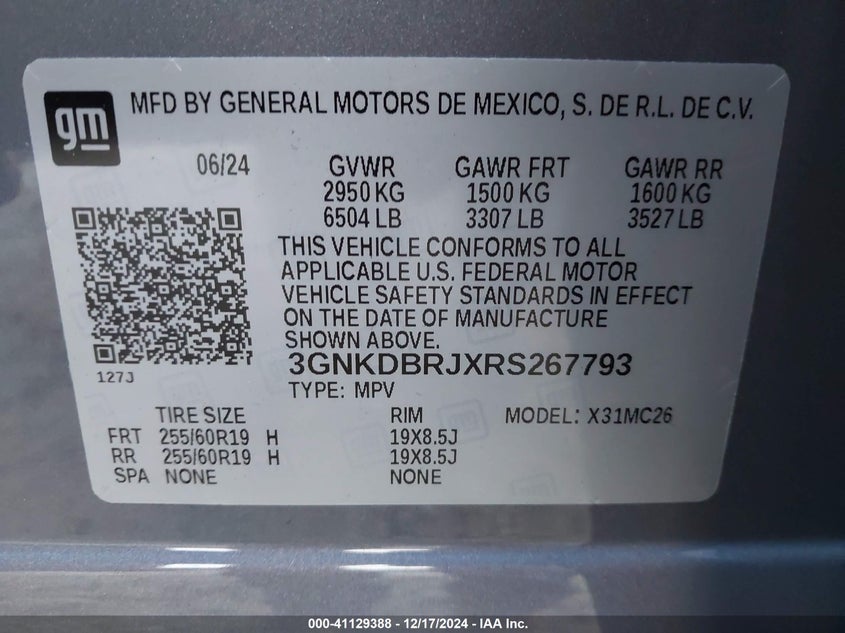 gm
MFD BY GENERAL MOTORS DE MEXICO, S. DE R.L. DE C.V.
06/24 GVWR GAWR FRT GAWR RR
2950 KG 1500 KG 1600 KG
6504 LB 3307 LB 3527 LB
THIS VEHICLE CONFORMS TO ALL
APPLICABLE U.S. FEDERAL MOTOR
VEHICLE SAFETY STANDARDS IN EFFECT
ON THE DATE OF MANUFACTURE
SHOWN ABOVE.
3GNKDBRJXRS267793
127J
TYPE: MPV
TIRE SIZE RIM MODEL: X31MC26
FRT 255/60R19 H 19X8.5J
RR 255/60R19 H 19X8.5J
SPA NONE NONE
000-41129388 - 12/17/2024 - IAA Inc.